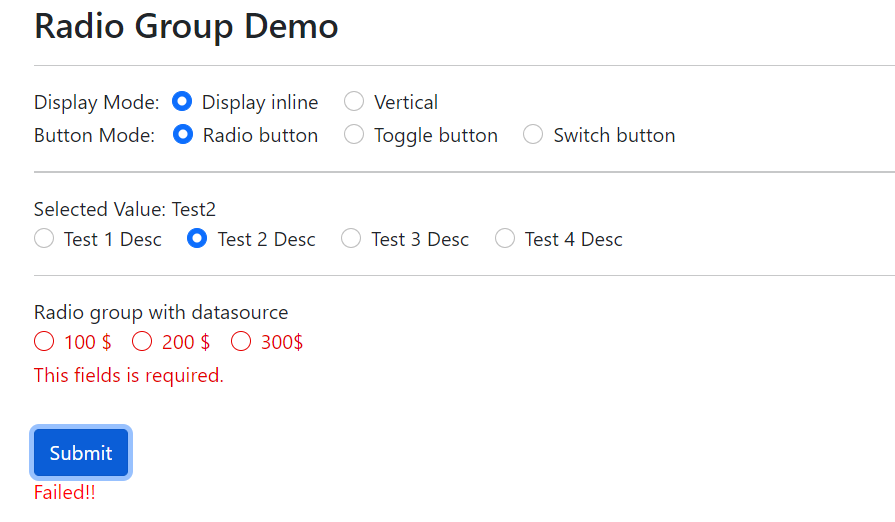 Radio Group Demo
Display Mode: Display inline Vertical
Button Mode: Radio button Toggle button Switch button
Selected Value: Test2
Test 1 Desc Test 2 Desc Test 3 Desc Test 4 Desc
Radio group with datasource
100 $ 200 $ 300$
This fields is required.
Submit
Failed!!